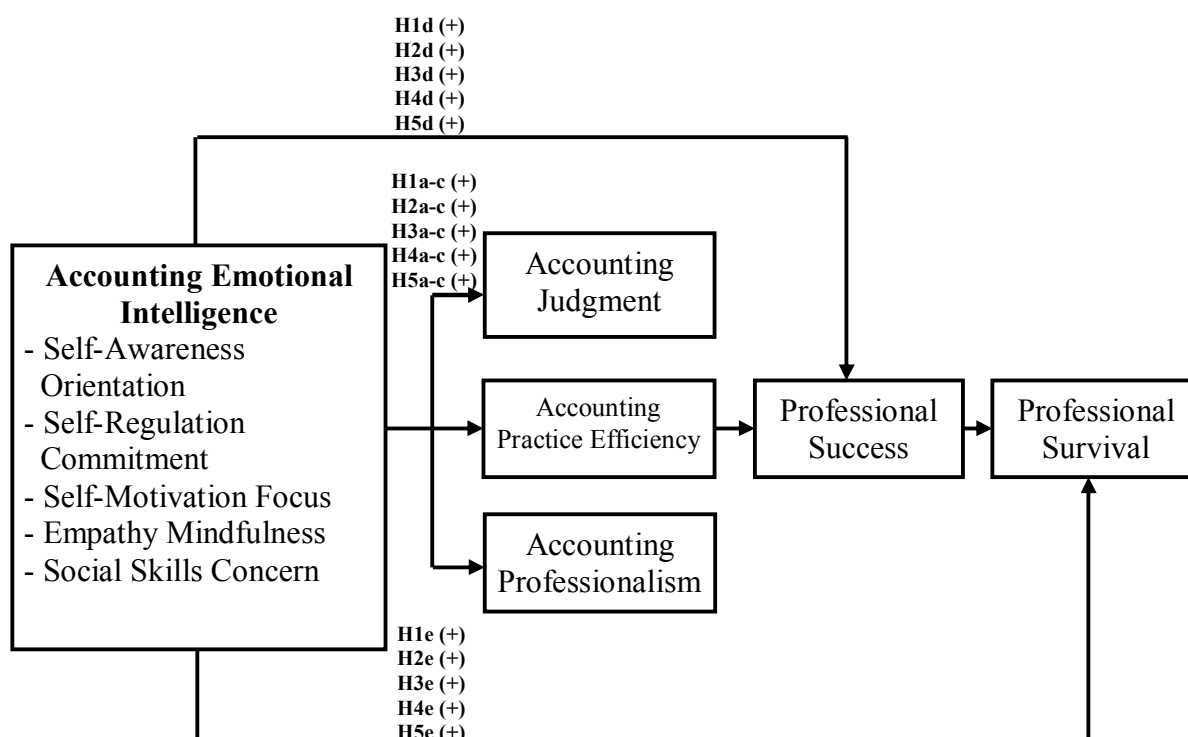 H1d (+)
H2d (+)
H3d (+)
H4d (+)
H5d (+)
H1a-c (+)
H2a-c (+)
H3a-c (+)
H4a-c (+)
H5a-c (+)
Accounting Emotional
Intelligence
- Self-Awareness
Orientation
- Self-Regulation
Commitment
- Self-Motivation Focus
- Empathy Mindfulness
- Social Skills Concern
Accounting
Judgment
Accounting
Practice Efficiency
Accounting
Professionalism
Professional
Success
Professional
Survival
H1e (+)
H2e (+)
H3e (+)
H4e (+)
H5e (+)